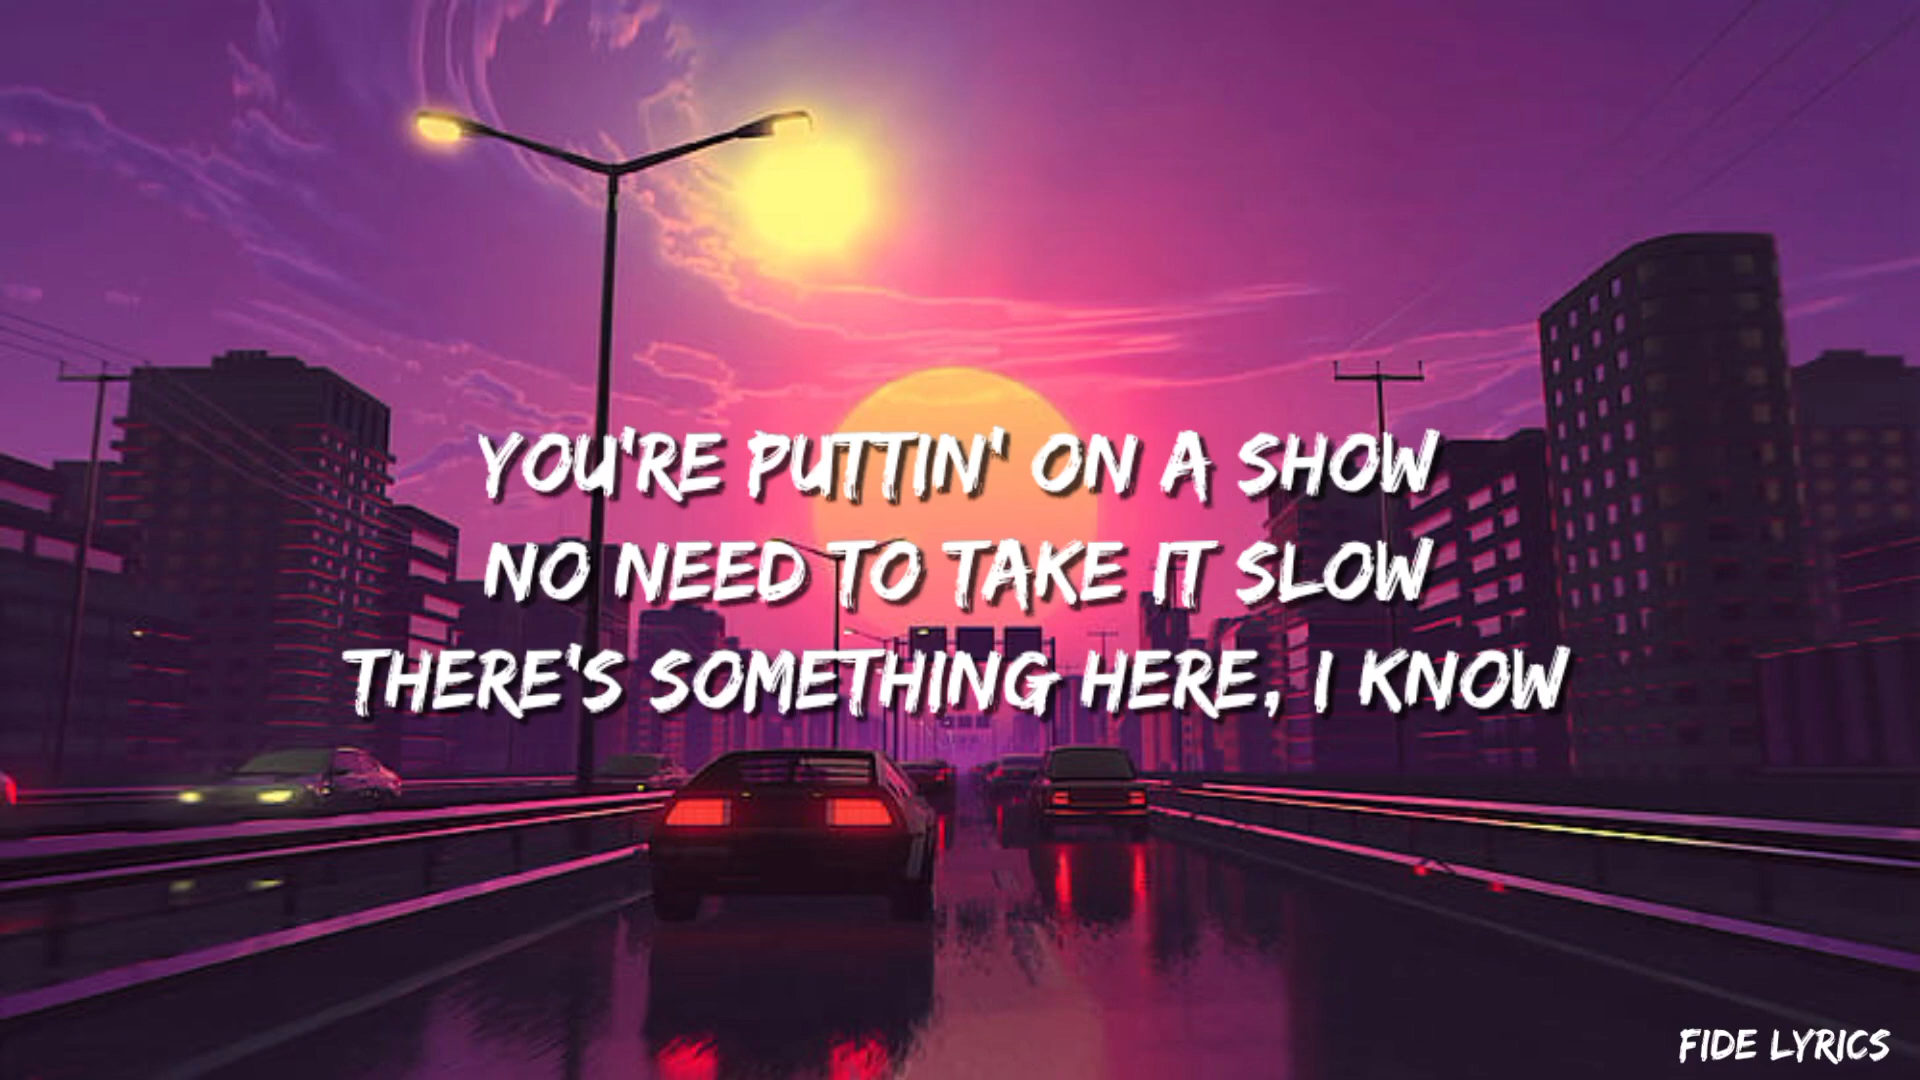 YOU'RE PUTTIN' ON A SHOW
NO NEED TO TAKE IT SLOW
THERE'S SOMETHING HERE, I KNOW
FIDE LYRICS